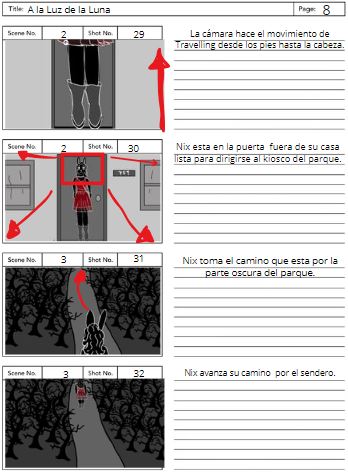 Title: A la Luz de la Luna Page: 8
Scene No. 2 Shot No. 29
La cámara hace el movimiento de
Travelling desde los pies hasta la cabeza.
Scene No. 2 Shot No. 30
Nix esta en la puerta fuera de su casa
lista para dirigirse al kiosco del parque.
Scene No. 3 Shot No. 31
Nix toma el camino que esta por la
parte oscura del parque.
Scene No. 3 Shot No. 32
Nix avanza su camino por el sendero.